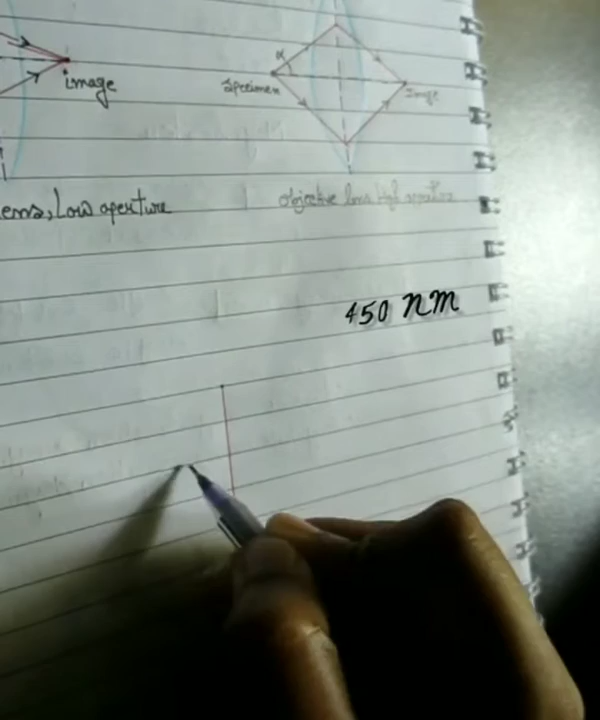 image
Specimen
α
Image
ens, Low aperture
Objective lens High aperture
450 nm